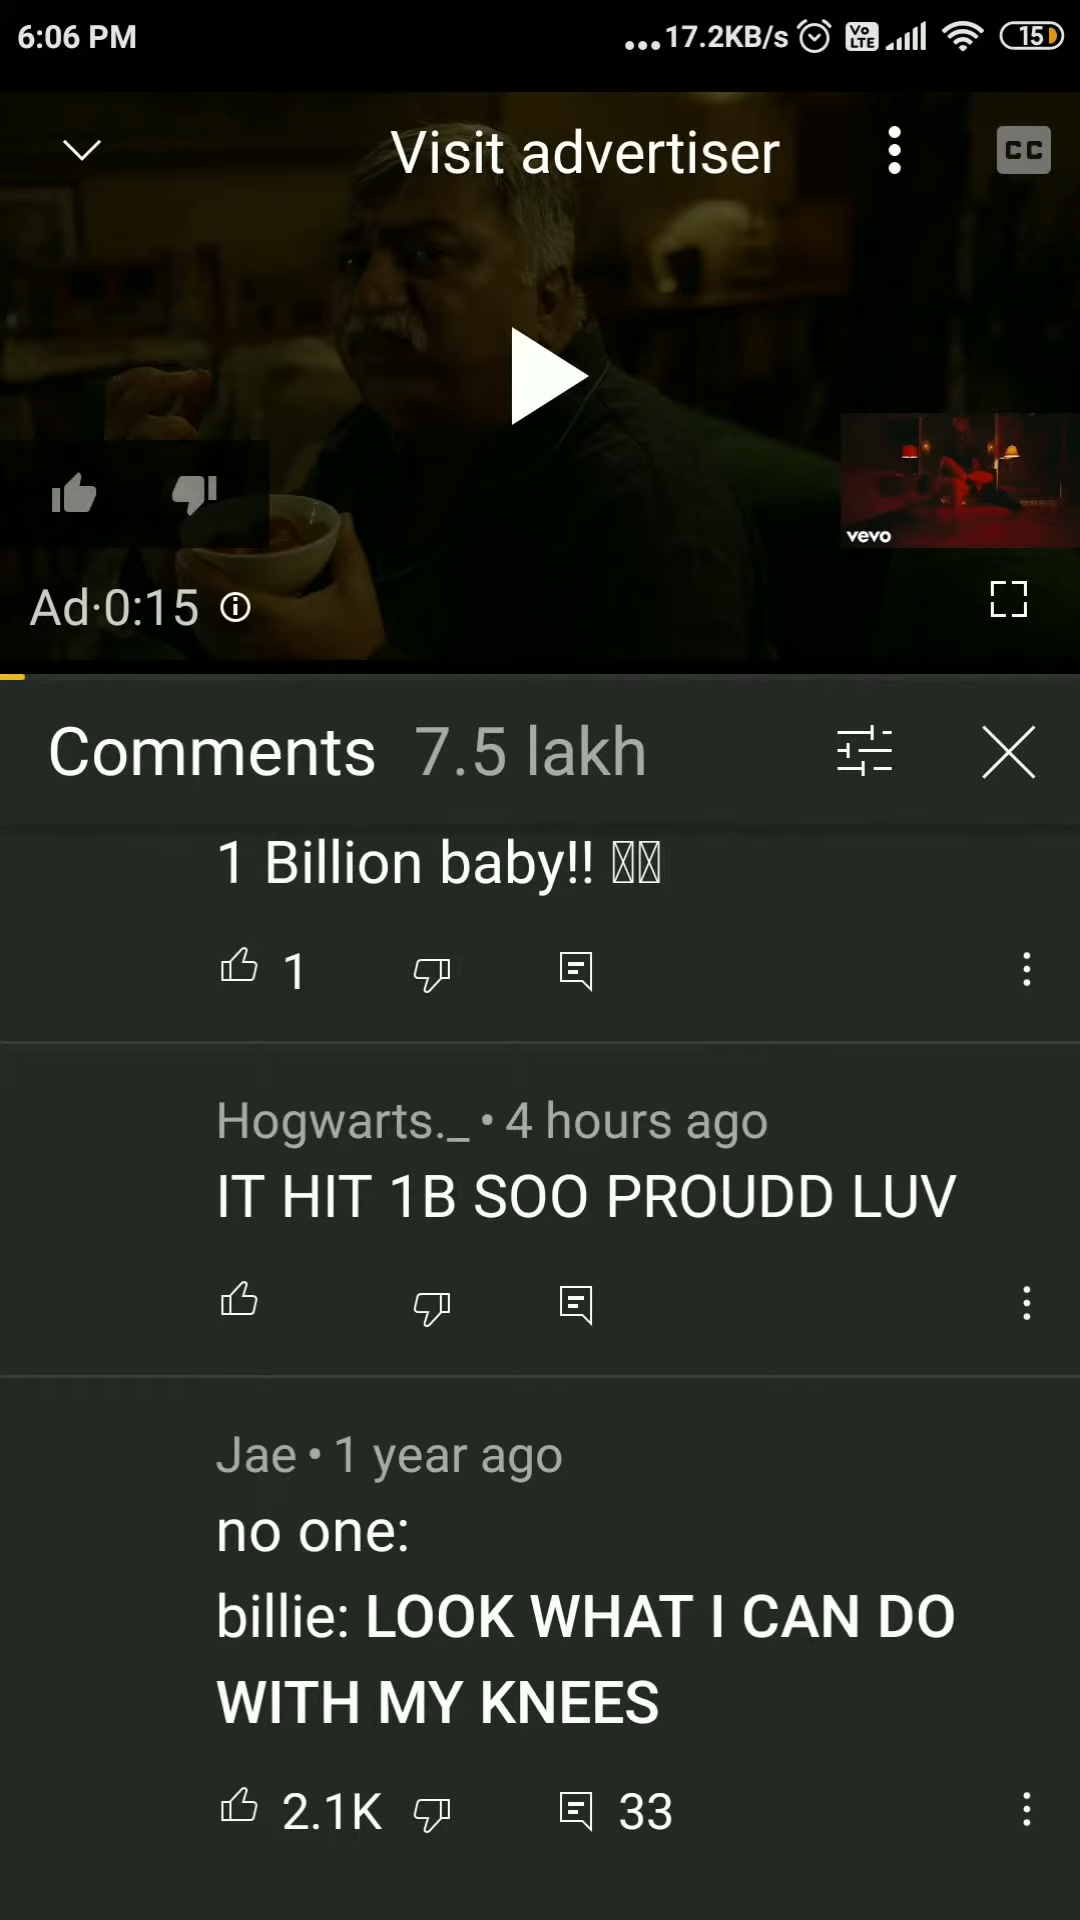 6:06 PM
...17.2KB/s Vo LTE 15
Visit advertiser
CC
vevo
Ad·0:15
Comments 7.5 lakh
1 Billion baby!!
1
Hogwarts._ • 4 hours ago
IT HIT 1B SOO PROUDD LUV
Jae • 1 year ago
no one:
billie: LOOK WHAT I CAN DO
WITH MY KNEES
2.1K 33